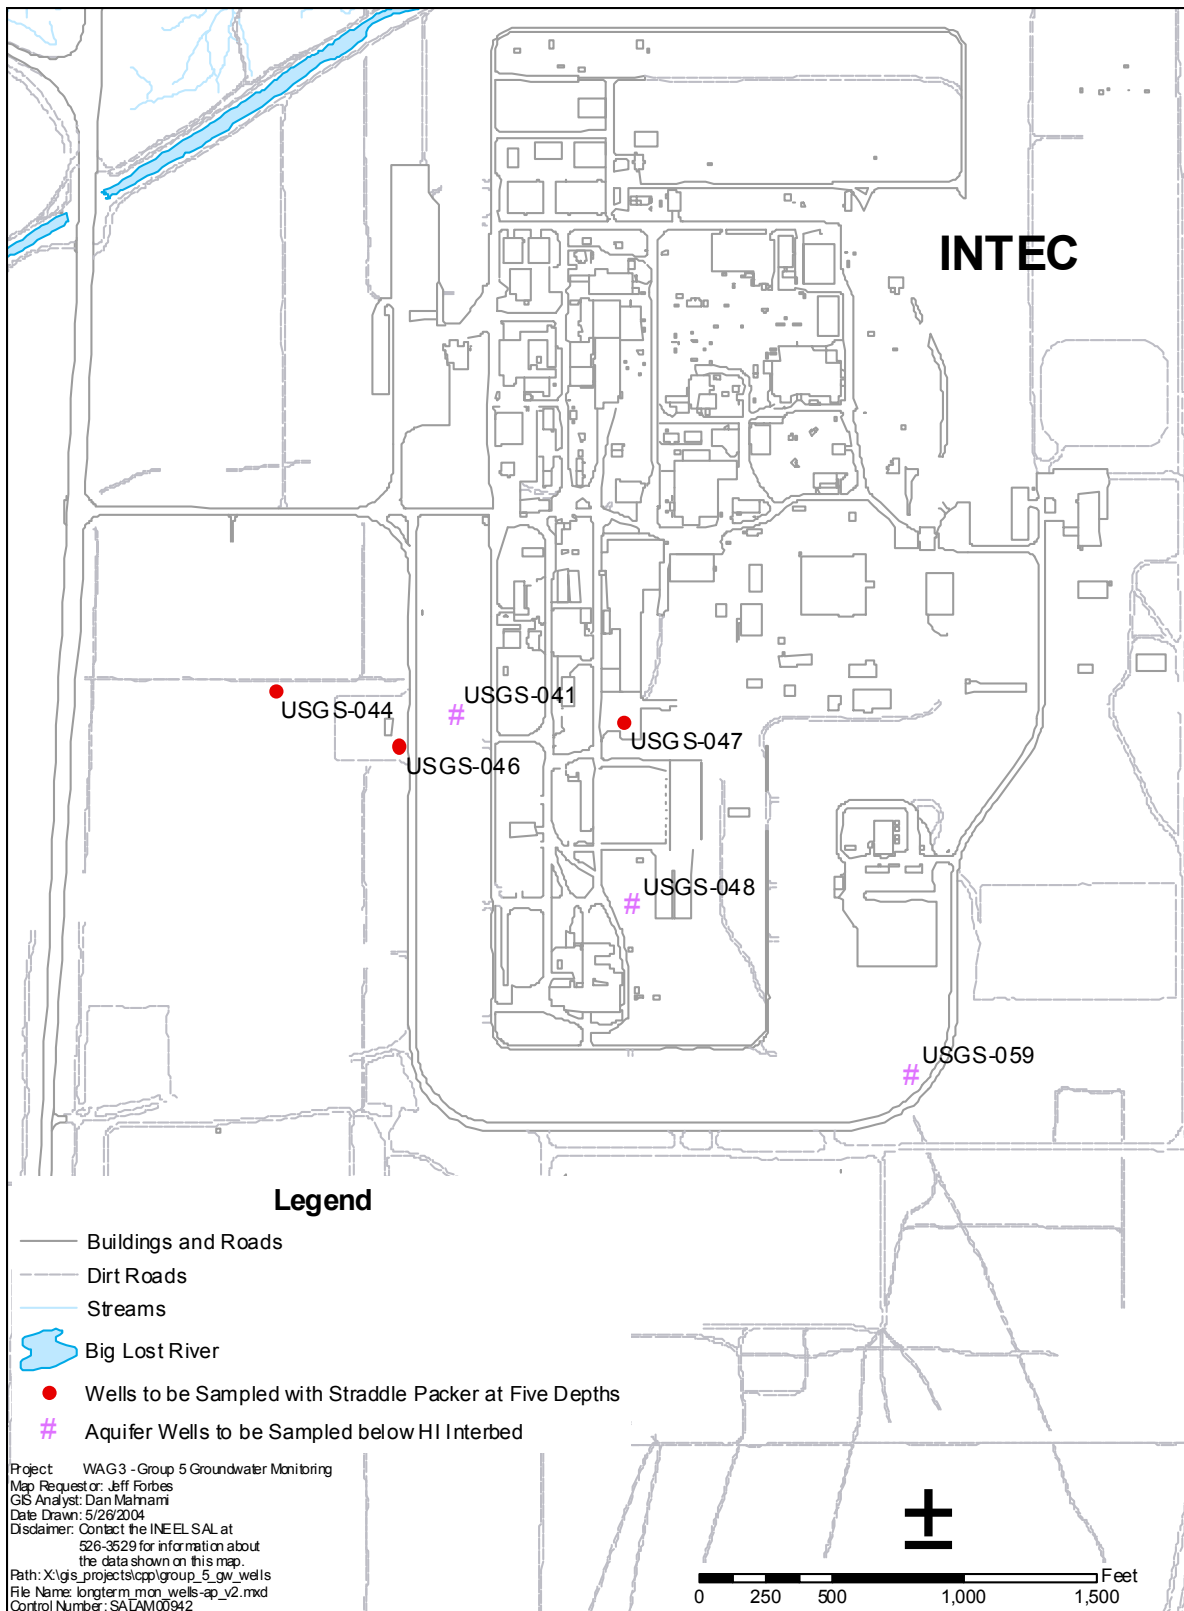 INTEC
USGS-041
USGS-044
USGS-047
USGS-046
USGS-048
USGS-059
Legend
Buildings and Roads
Dirt Roads
Streams
Big Lost River
Wells to be Sampled with Straddle Packer at Five Depths
# Aquifer Wells to be Sampled below HI Interbed
Project: WAG 3 - Group 5 Groundwater Monitoring
Map Requestor: Jeff Forbes
GIS Analyst: Dan Mahnami
Date Drawn: 5/26/2004
Disclaimer: Contact the INEEL SAL at
526-3529 for information about
the data shown on this map.
Path: X:\gis_projects\cpp\group_5_gw_wells
File Name: longterm_mon_wells-ap_v2.mxd
Control Number: SALAM00942
±
Feet
0 250 500 1,000 1,500